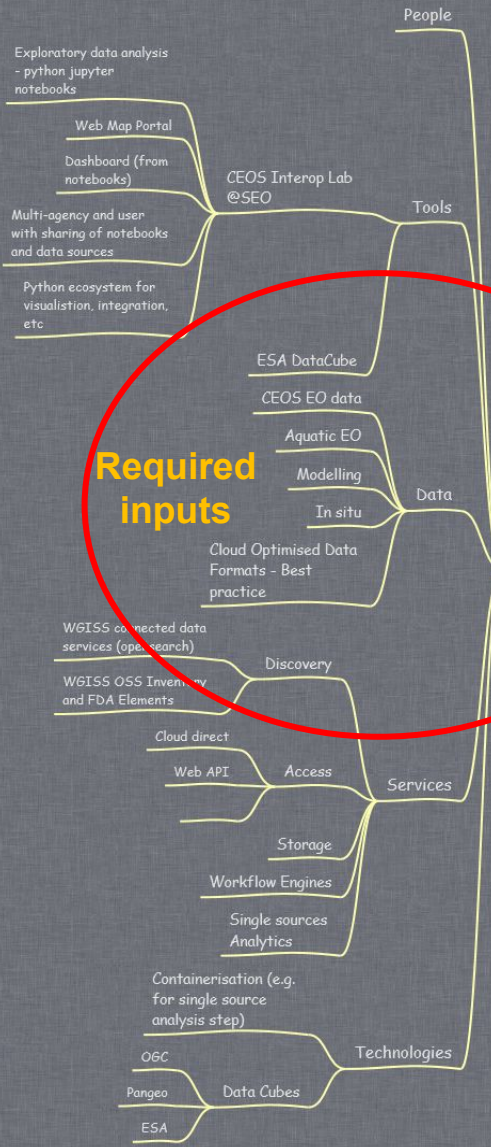 People
Exploratory data analysis
- python jupyter
notebooks
Web Map Portal
Dashboard (from
notebooks)
Multi-agency and user
with sharing of notebooks
and data sources
Python ecosystem for
visualistion, integration,
etc
CEOS Interop Lab
@SEO
Tools
ESA DataCube
CEOS EO data
Aquatic EO
Modelling
In situ
Cloud Optimised Data
Formats - Best
practice
Data
Required
inputs
WGISS connected data
services (opensearch)
WGISS OSS Inventory
and FDA Elements
Discovery
Cloud direct
Web API
Access
Services
Storage
Workflow Engines
Single sources
Analytics
Containerisation (e.g.
for single source
analysis step)
Technologies
OGC
Pangeo
ESA
Data Cubes